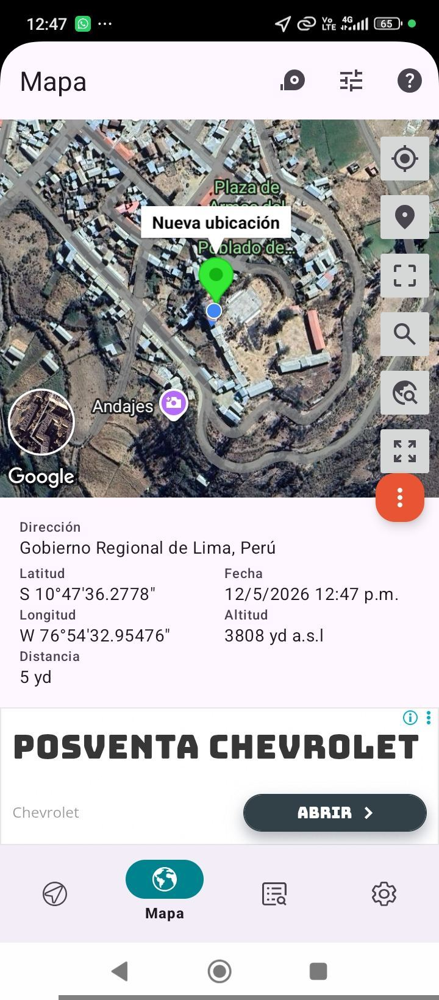 12:47
Vo LTE 4G 65
Mapa
Plaza de
Armas del
Nueva ubicación
Poblado de...
Andajes
Google
Dirección
Gobierno Regional de Lima, Perú
Latitud Fecha
S 10°47'36.2778" 12/5/2026 12:47 p.m.
Longitud Altitud
W 76°54'32.95476" 3808 yd a.s.l
Distancia
5 yd
POSVENTA CHEVROLET
Chevrolet ABRIR
Mapa